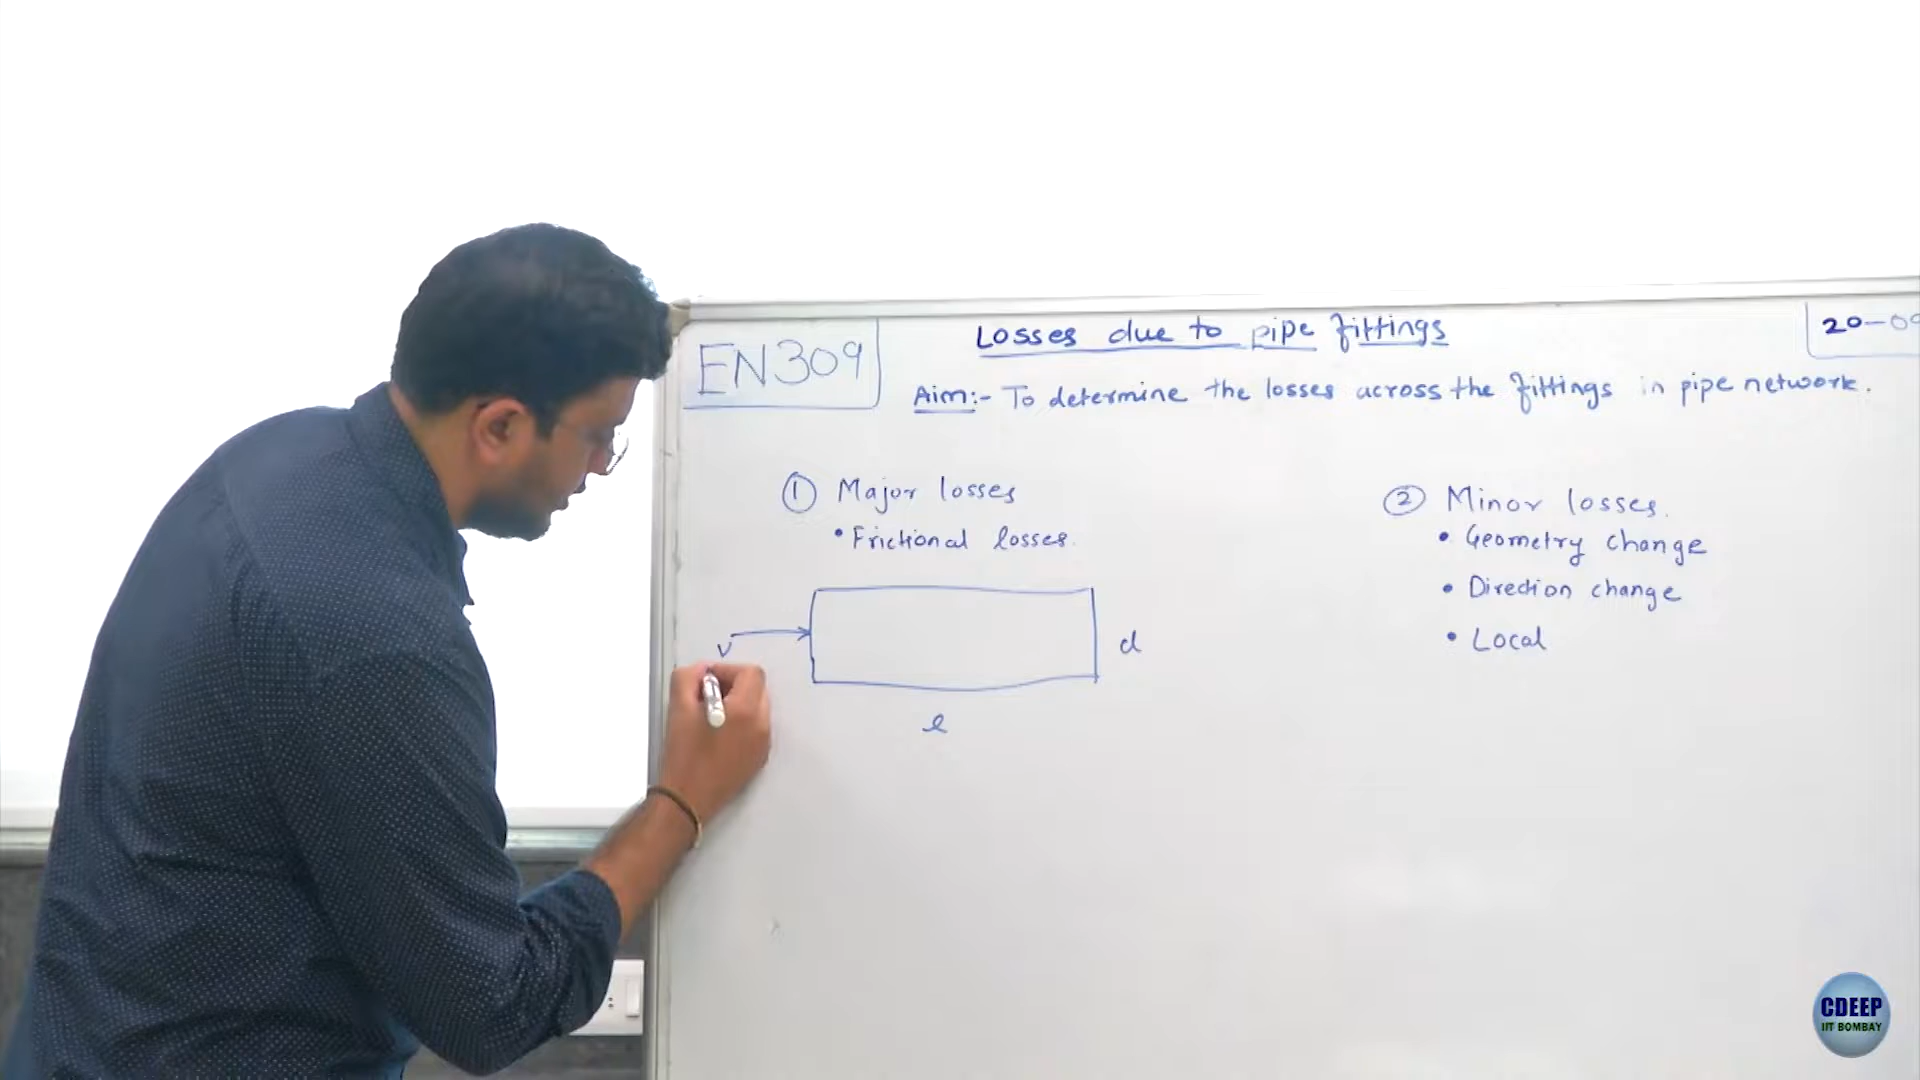 EN309
Losses due to pipe fittings
20-09
Aim:- To determine the losses across the fittings in pipe network.
① Major losses
• Frictional losses.
v
d
l
② Minor losses.
• Geometry change
• Direction change
• Local
CDEEP
IIT BOMBAY